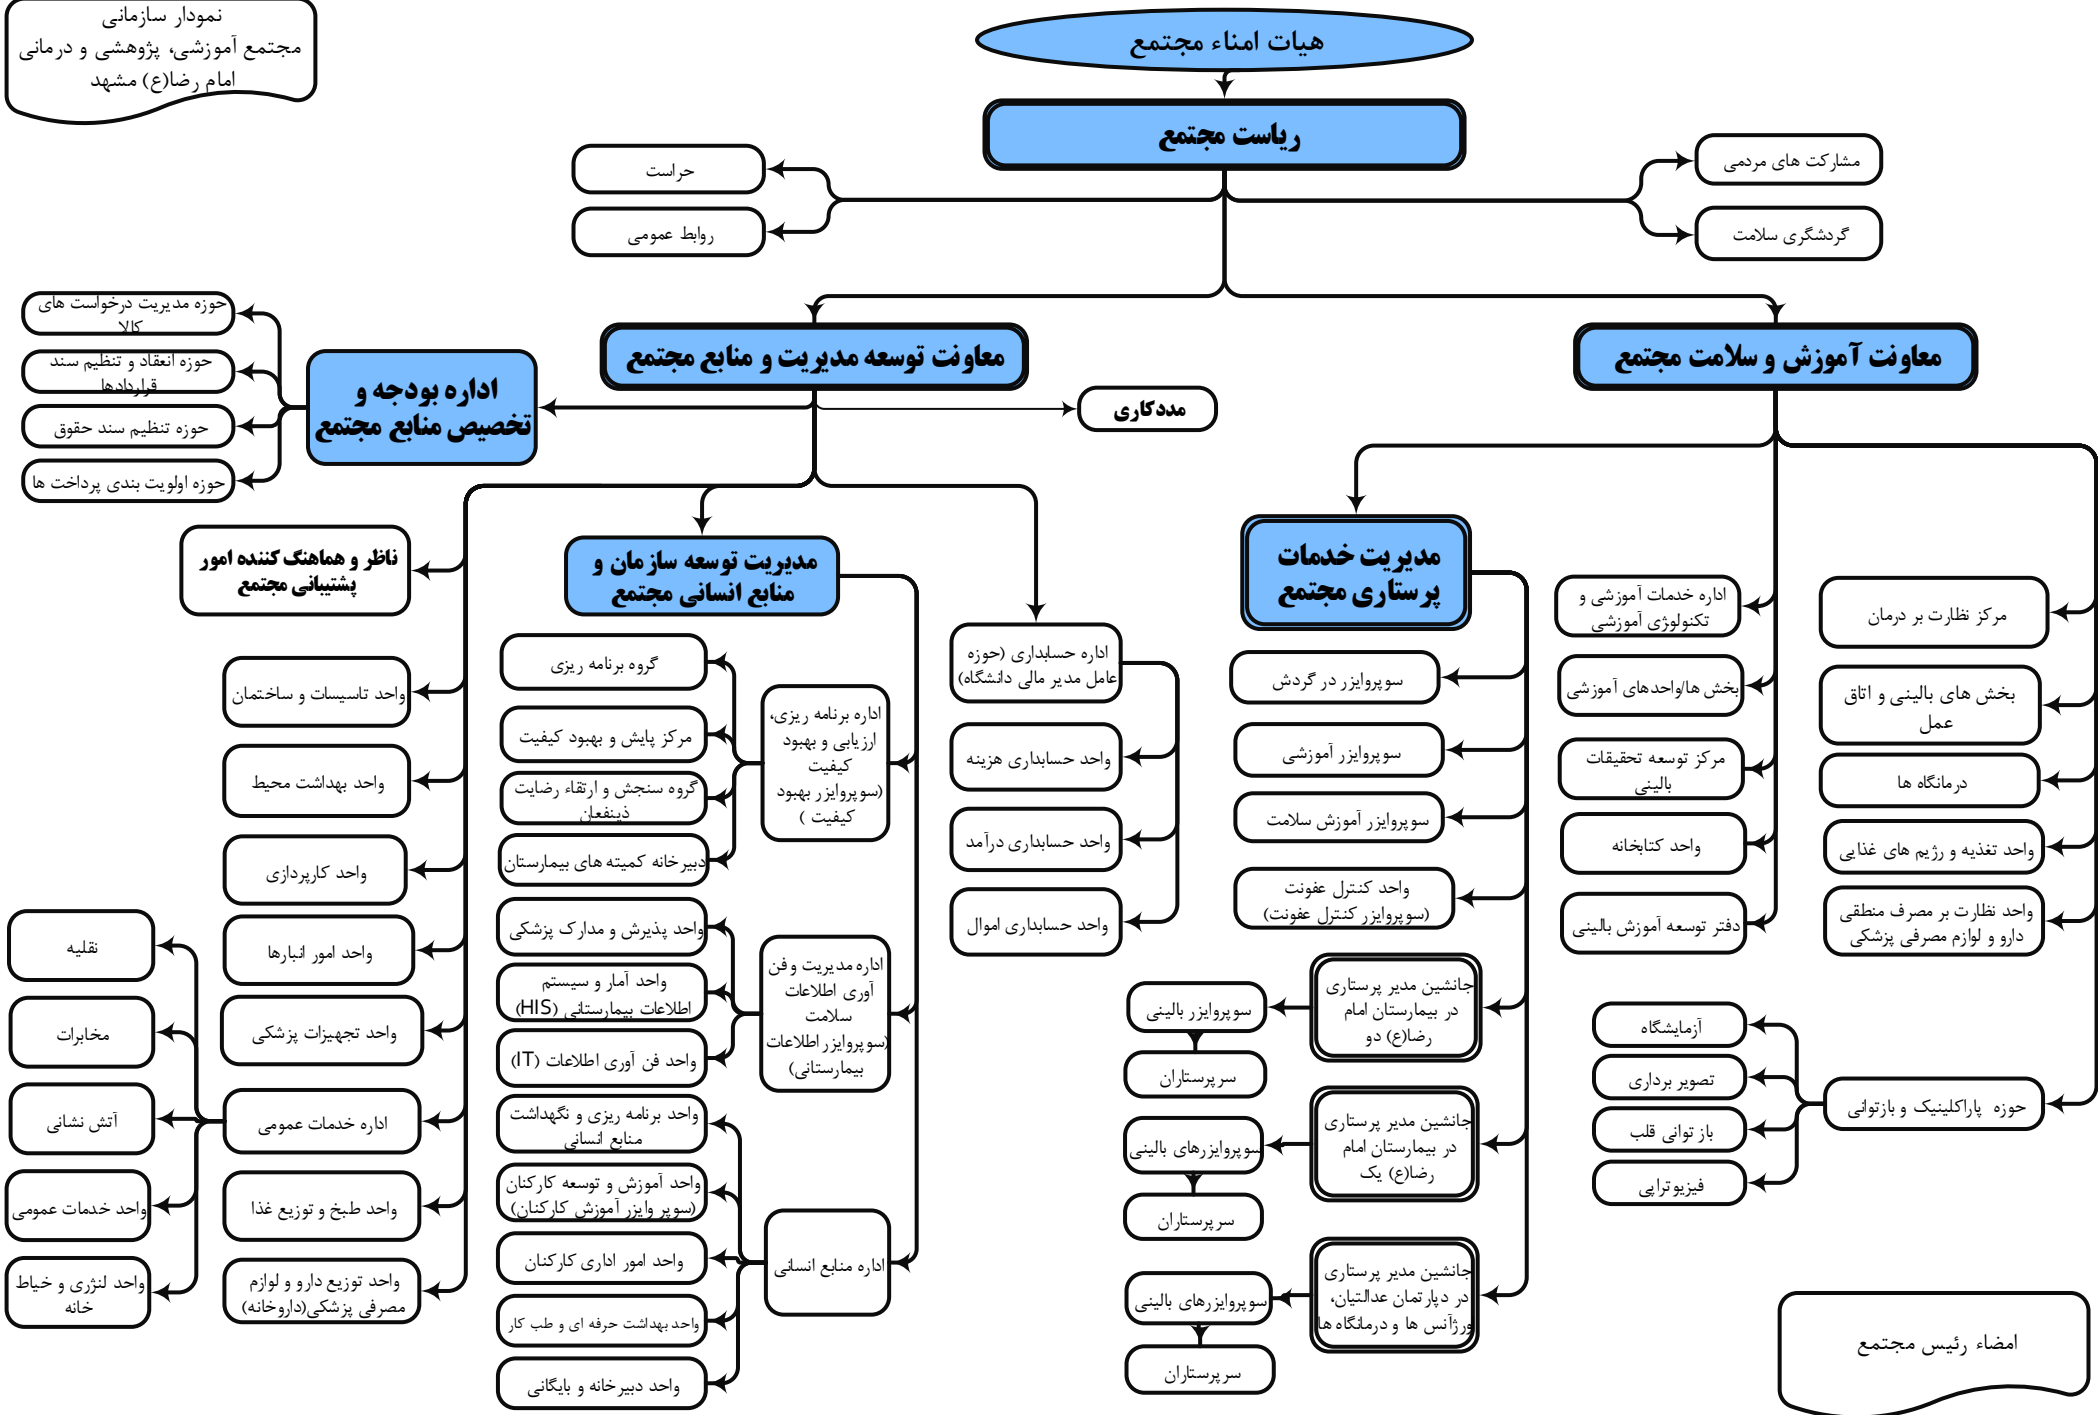 نمودار سازمانی
مجتمع آموزشی، پژوهشی و درمانی
امام رضا(ع) مشهد
هیات امناء مجتمع
ریاست مجتمع
مشارکت های مردمی
گردشگری سلامت
حراست
روابط عمومی
معاونت آموزش و سلامت مجتمع
معاونت توسعه مدیریت و منابع مجتمع
مددکاری
اداره بودجه و
تخصیص منابع مجتمع
حوزه مدیریت درخواست های
کالا
حوزه انعقاد و تنظیم سند
قراردادها
حوزه تنظیم سند حقوق
حوزه اولویت بندی پرداخت ها
مرکز نظارت بر درمان
بخش های بالینی و اتاق
عمل
درمانگاه ها
واحد تغذیه و رژیم های غذایی
واحد نظارت بر مصرف منطقی
دارو و لوازم مصرفی پزشکی
حوزه پاراکلینیک و بازتوانی
آزمایشگاه
تصویر برداری
باز توانی قلب
فیزیوتراپی
اداره خدمات آموزشی و
تکنولوژی آموزشی
بخش ها/واحدهای آموزشی
مرکز توسعه تحقیقات
بالینی
واحد کتابخانه
دفتر توسعه آموزش بالینی
مدیریت خدمات
پرستاری مجتمع
سوپروایزر در گردش
سوپروایزر آموزشی
سوپروایزر آموزش سلامت
واحد کنترل عفونت
(سوپروایزر کنترل عفونت)
جانشین مدیر پرستاری
در بیمارستان امام
رضا(ع) دو
سوپروایزر بالینی
سرپرستاران
جانشین مدیر پرستاری
در بیمارستان امام
رضا(ع) یک
سوپروایزرهای بالینی
سرپرستاران
جانشین مدیر پرستاری
در دپارتمان عدالتیان،
ورژآنس ها و درمانگاه ها
سوپروایزرهای بالینی
سرپرستاران
اداره حسابداری (حوزه
عامل مدیر مالی دانشگاه)
واحد حسابداری هزینه
واحد حسابداری درآمد
واحد حسابداری اموال
مدیریت توسعه سازمان و
منابع انسانی مجتمع
اداره برنامه ریزی،
ارزیابی و بهبود
کیفیت
(سوپروایزر بهبود
کیفیت )
گروه برنامه ریزی
مرکز پایش و بهبود کیفیت
گروه سنجش و ارتقاء رضایت
ذینفعان
دبیرخانه کمیته های بیمارستان
اداره مدیریت و فن
آوری اطلاعات
سلامت
(سوپروایزر اطلاعات
بیمارستانی)
واحد پذیرش و مدارک پزشکی
واحد آمار و سیستم
اطلاعات بیمارستانی (HIS)
واحد فن آوری اطلاعات (IT)
اداره منابع انسانی
واحد برنامه ریزی و نگهداشت
منابع انسانی
واحد آموزش و توسعه کارکنان
(سوپر وایزر آموزش کارکنان)
واحد امور اداری کارکنان
واحد بهداشت حرفه ای و طب کار
واحد دبیرخانه و بایگانی
ناظر و هماهنگ کننده امور
پشتیبانی مجتمع
واحد تاسیسات و ساختمان
واحد بهداشت محیط
واحد کارپردازی
واحد امور انبارها
واحد تجهیزات پزشکی
اداره خدمات عمومی
واحد طبخ و توزیع غذا
واحد توزیع دارو و لوازم
مصرفی پزشکی(داروخانه)
نقلیه
مخابرات
آتش نشانی
واحد خدمات عمومی
واحد لنژری و خیاط
خانه
امضاء رئیس مجتمع